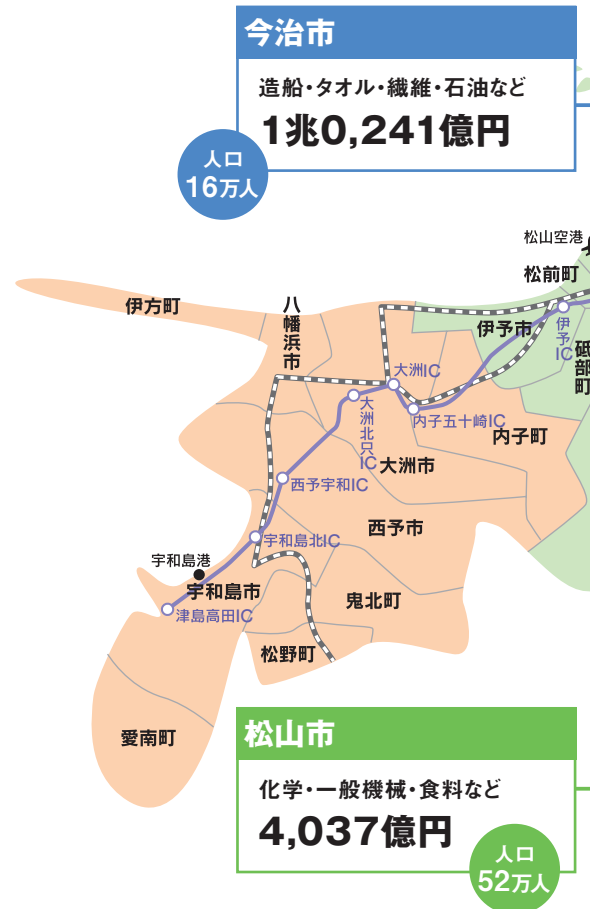 今治市
造船・タオル・繊維・石油など
1兆0,241億円
人口
16万人
松山空港
松前町
伊方町
八幡浜市
伊予市
伊予IC
砥部町
大洲IC
大洲北只IC
内子五十崎IC
内子町
大洲市
西予宇和IC
西予市
宇和島北IC
宇和島港
宇和島市
鬼北町
津島高田IC
松野町
愛南町
松山市
化学・一般機械・食料など
4,037億円
人口
52万人